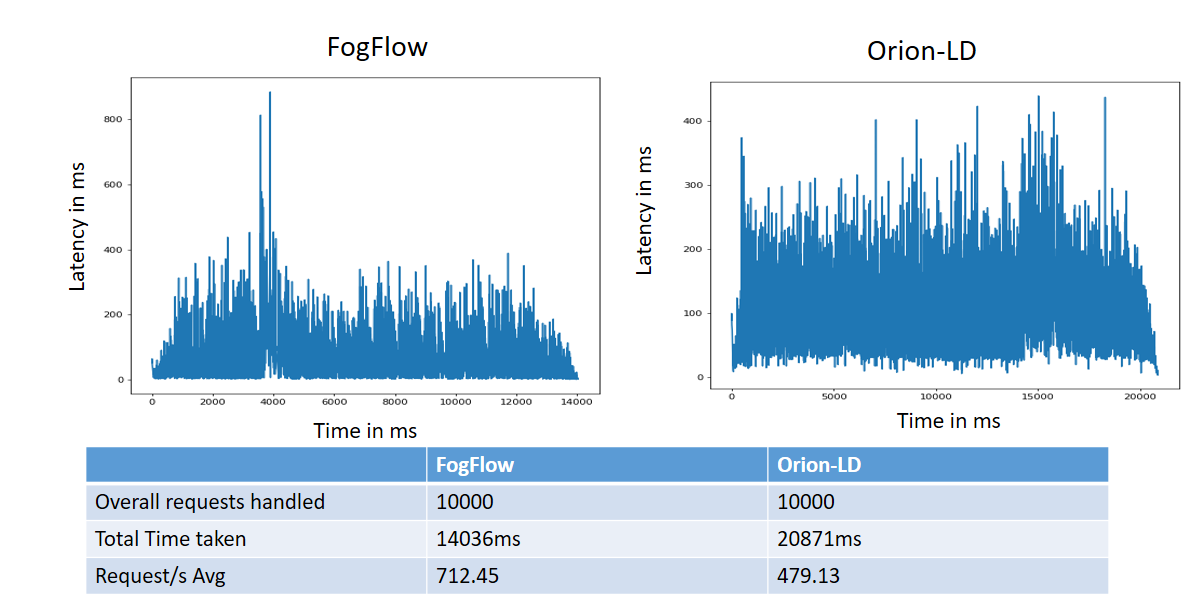 FogFlow
Orion-LD
Latency in ms
800
600
400
200
0
0 2000 4000 6000 8000 10000 12000 14000
Time in ms
Latency in ms
400
300
200
100
0
0 5000 10000 15000 20000
Time in ms
FogFlow Orion-LD
Overall requests handled 10000 10000
Total Time taken 14036ms 20871ms
Request/s Avg 712.45 479.13